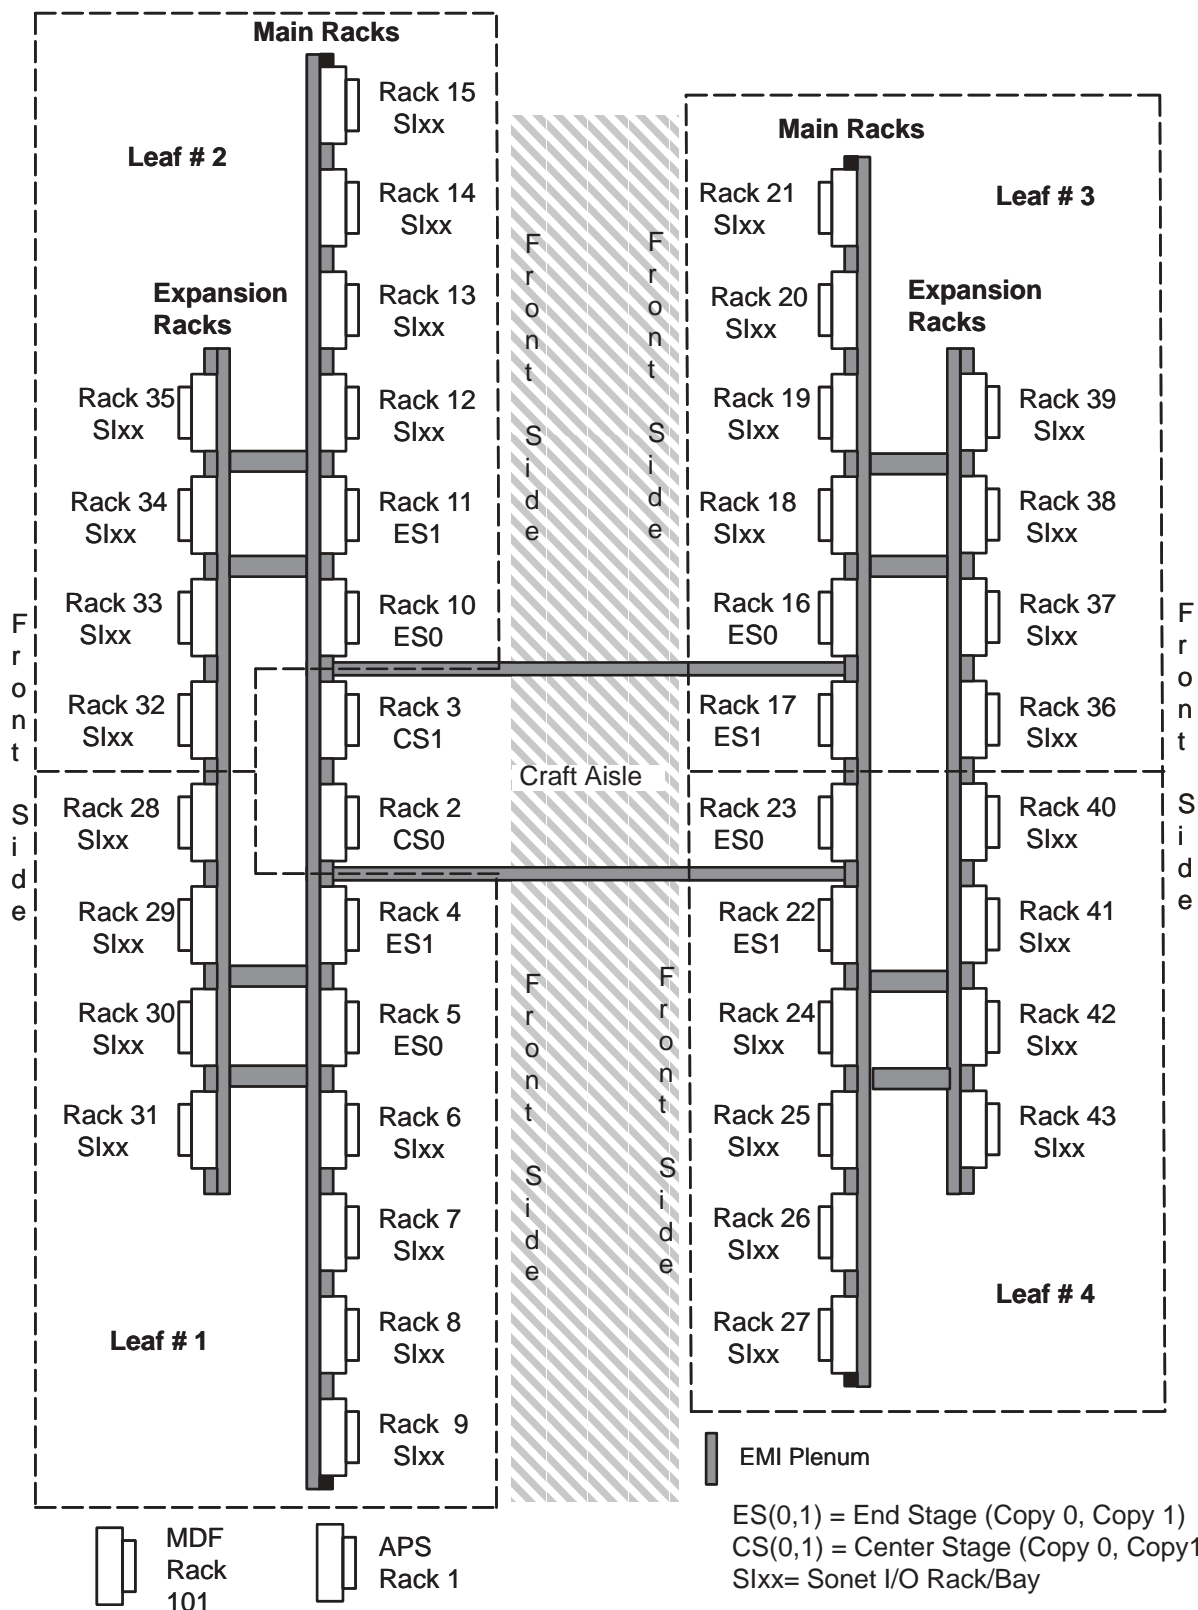 Main Racks
Rack 15
SIxx
Leaf # 2
Rack 14
SIxx
Expansion
Racks
Rack 13
SIxx
Rack 35
SIxx
Rack 12
SIxx
Rack 34
SIxx
Rack 11
ES1
Rack 33
SIxx
Rack 10
ES0
Rack 32
SIxx
Rack 3
CS1
Rack 28
SIxx
Rack 2
CS0
Rack 29
SIxx
Rack 4
ES1
Rack 30
SIxx
Rack 5
ES0
Rack 31
SIxx
Rack 6
SIxx
Rack 7
SIxx
Leaf # 1
Rack 8
SIxx
Rack 9
SIxx
Front Side
Front Side
Front Side
Craft Aisle
Front Side
Front Side
Main Racks
Rack 21
SIxx
Leaf # 3
Rack 20
SIxx
Expansion
Racks
Rack 19
SIxx
Rack 39
SIxx
Rack 18
SIxx
Rack 38
SIxx
Rack 16
ES0
Rack 37
SIxx
Rack 17
ES1
Rack 36
SIxx
Rack 23
ES0
Rack 40
SIxx
Rack 22
ES1
Rack 41
SIxx
Rack 24
SIxx
Rack 42
SIxx
Rack 25
SIxx
Rack 43
SIxx
Rack 26
SIxx
Rack 27
SIxx
Leaf # 4
Front Side
EMI Plenum
ES(0,1) = End Stage (Copy 0, Copy 1)
CS(0,1) = Center Stage (Copy 0, Copy1
SIxx= Sonet I/O Rack/Bay
MDF
Rack
101
APS
Rack 1